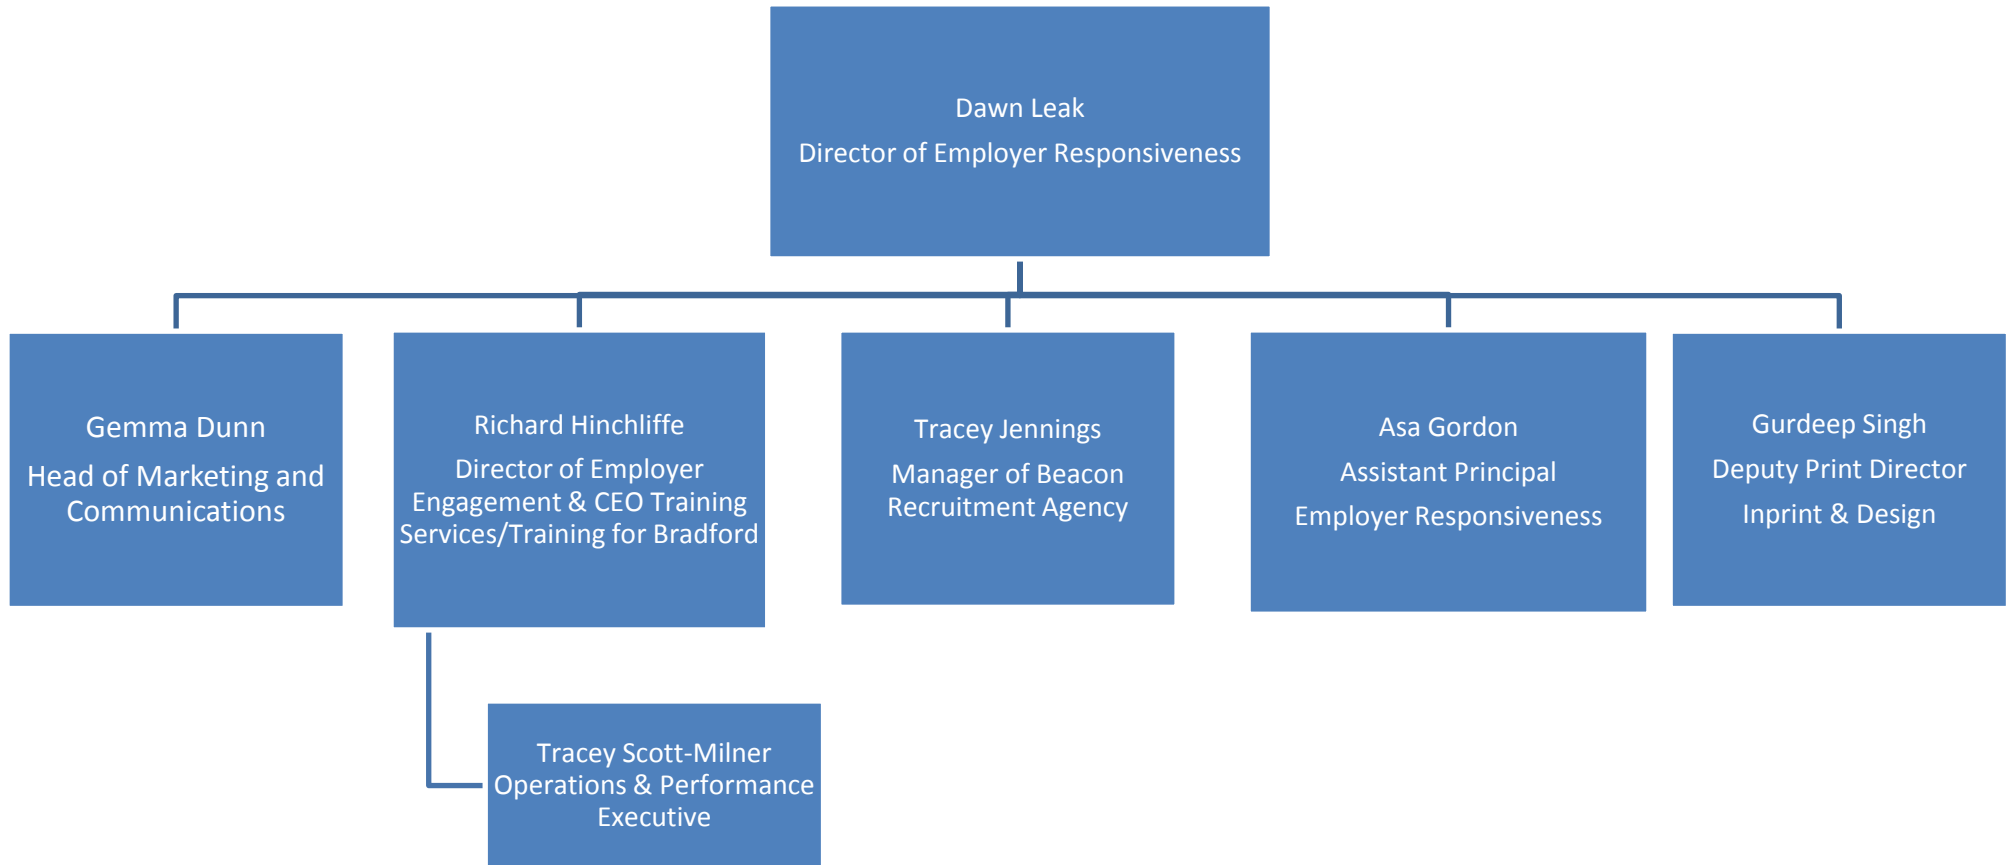 Dawn Leak
Director of Employer Responsiveness
Gemma Dunn
Head of Marketing and
Communications
Richard Hinchliffe
Director of Employer
Engagement & CEO Training
Services/Training for Bradford
Tracey Jennings
Manager of Beacon
Recruitment Agency
Asa Gordon
Assistant Principal
Employer Responsiveness
Gurdeep Singh
Deputy Print Director
Inprint & Design
Tracey Scott-Milner
Operations & Performance
Executive